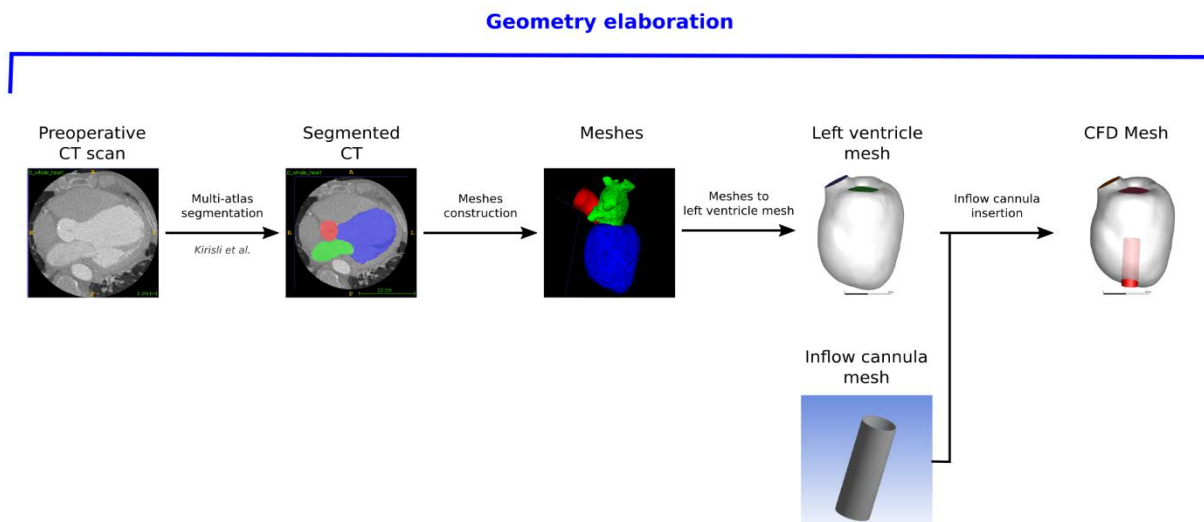 Geometry elaboration
Preoperative
CT scan
Multi-atlas
segmentation
Kirisli et al.
Segmented
CT
Meshes
construction
Meshes
Meshes to
left ventricle mesh
Left ventricle
mesh
Inflow cannula
insertion
CFD Mesh
Inflow cannula
mesh